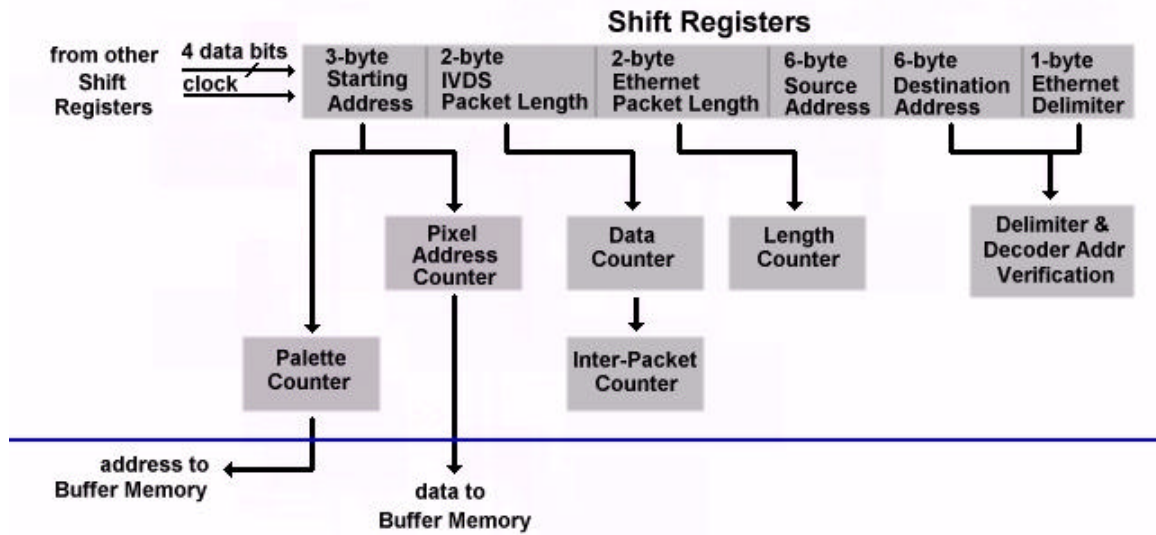 Shift Registers
from other
Shift
Registers
4 data bits
clock
3-byte
Starting
Address
2-byte
IVDS
Packet Length
2-byte
Ethernet
Packet Length
6-byte
Source
Address
6-byte
Destination
Address
1-byte
Ethernet
Delimiter
Pixel
Address
Counter
Data
Counter
Length
Counter
Delimiter &
Decoder Addr
Verification
Palette
Counter
Inter-Packet
Counter
address to
Buffer Memory
data to
Buffer Memory